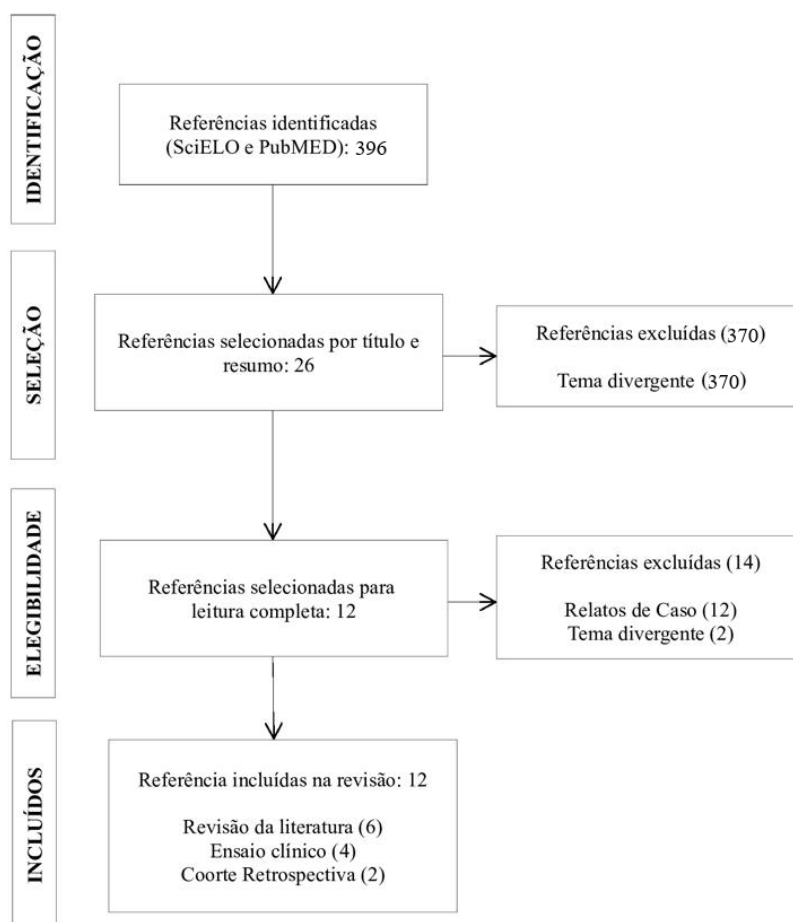 IDENTIFICAÇÃO
Referências identificadas
(SciELO e PubMED): 396
SELEÇÃO
Referências selecionadas por título e
resumo: 26
Referências excluídas (370)
Tema divergente (370)
ELEGIBILIDADE
Referências selecionadas para
leitura completa: 12
Referências excluídas (14)
Relatos de Caso (12)
Tema divergente (2)
INCLUÍDOS
Referência incluídas na revisão: 12
Revisão da literatura (6)
Ensaio clínico (4)
Coorte Retrospectiva (2)